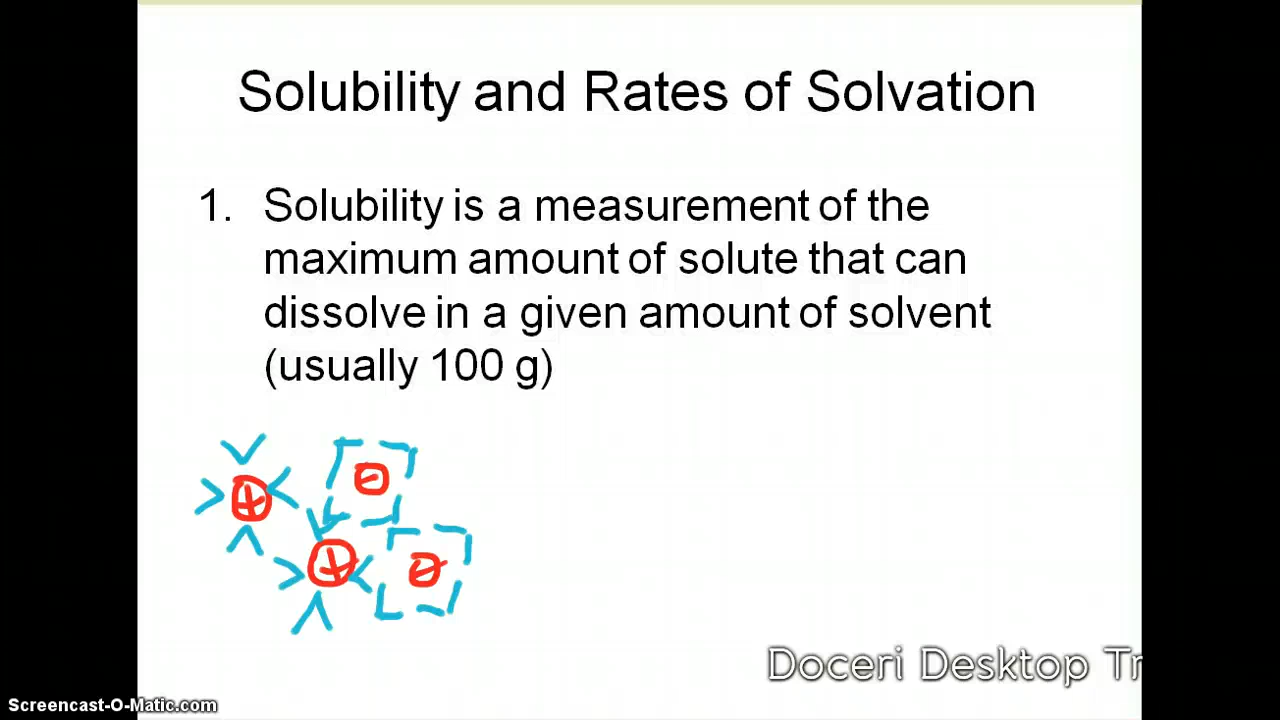 Solubility and Rates of Solvation
1. Solubility is a measurement of the
maximum amount of solute that can
dissolve in a given amount of solvent
(usually 100 g)
+
−
+
−
Doceri Desktop Tr
Screencast-O-Matic.com